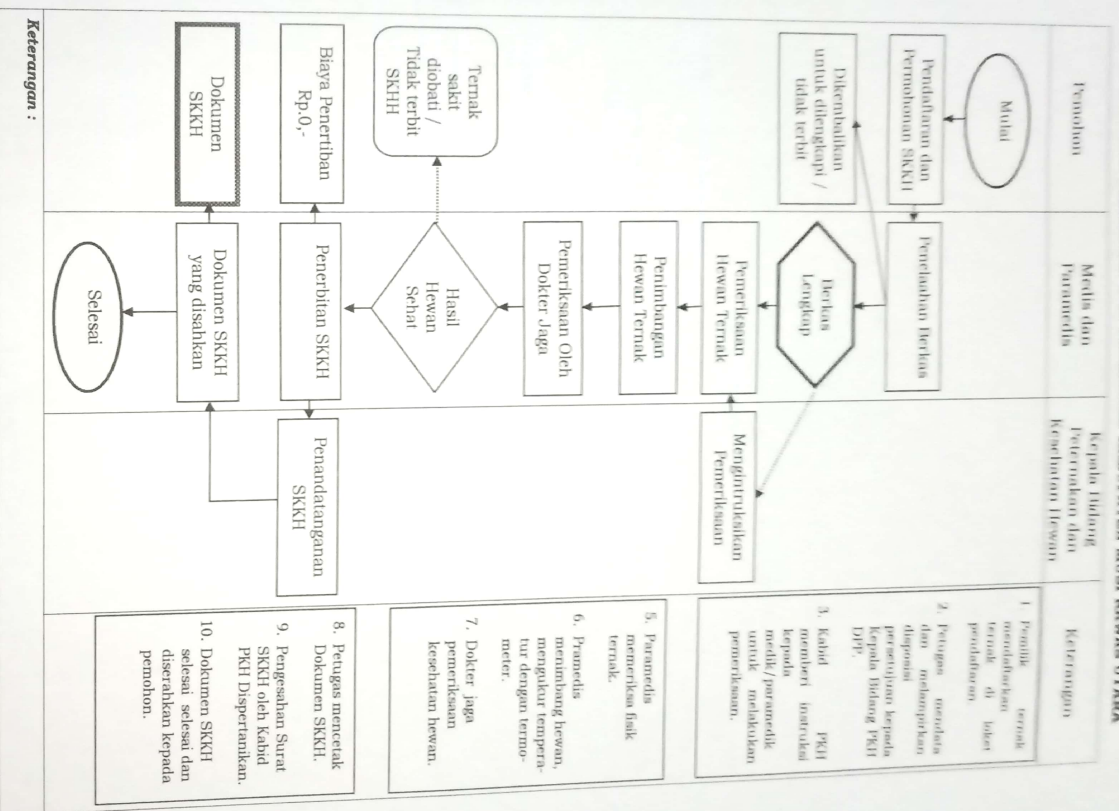 Pemohon
Medis dan
Paramedis
Kepala Bidang
Peternakan dan
Kesehatan Hewan
Keterangan
Mulai
Pendaftaran dan
Permohonan SKKH
Penelaahan Berkas
Dikembalikan
untuk dilengkapi /
tidak terbit
Berkas
Lengkap
Pemeriksaan
Hewan Ternak
Mengintruksikan
Pemeriksaan
Penimbangan
Hewan Ternak
Pemeriksaan Oleh
Dokter Jaga
Ternak
sakit
diobati /
Tidak terbit
SKHH
Hasil
Hewan
Sehat
Biaya Penertiban
Rp.0,-
Penerbitan SKKH
Penandatanganan
SKKH
Dokumen
SKKH
Dokumen SKKH
yang disahkan
Selesai
1. Pemilik ternak
mendaftarkan
ternak di loket
pendaftaran.
2. Petugas mendata
dan melampirkan
disposisi
persetujuan kepada
Kepala Bidang PKH
DPP.
3. Kabid PKH
memberi instruksi
kepada
medik/paramedik
untuk melakukan
pemeriksaan.
5. Paramedis
memeriksa fisik
ternak.
6. Pramedis
menimbang hewan,
mengukur tempera-
tur dengan termo-
meter.
7. Dokter jaga
pemeriksaan
kesehatan hewan.
8. Petugas mencetak
Dokumen SKKH.
9. Pengesahan Surat
SKKH oleh Kabid
PKH Dispertanikan.
10. Dokumen SKKH
selesai selesai dan
diserahkan kepada
pemohon.
Keterangan :